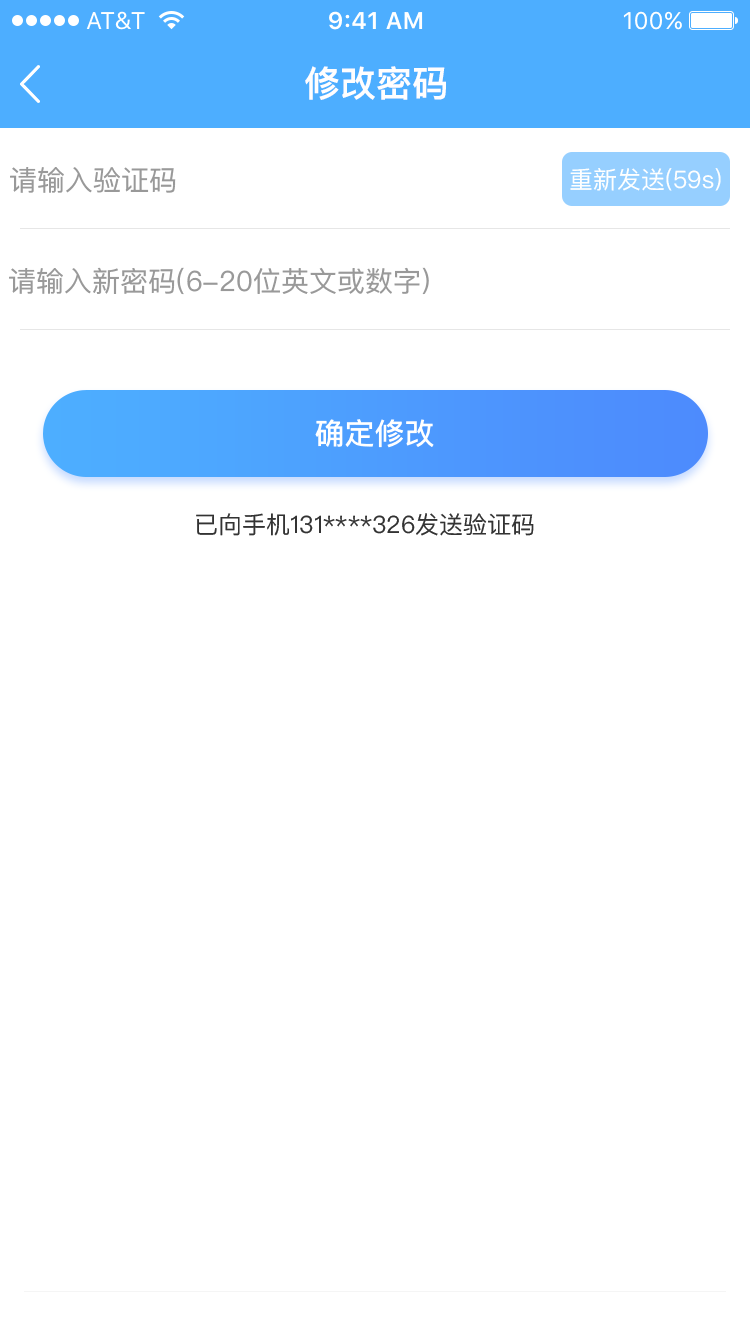 AT&T 9:41 AM 100%
修改密码
请输入验证码 重新发送(59s)
请输入新密码(6-20位英文或数字)
确定修改
已向手机131****326发送验证码